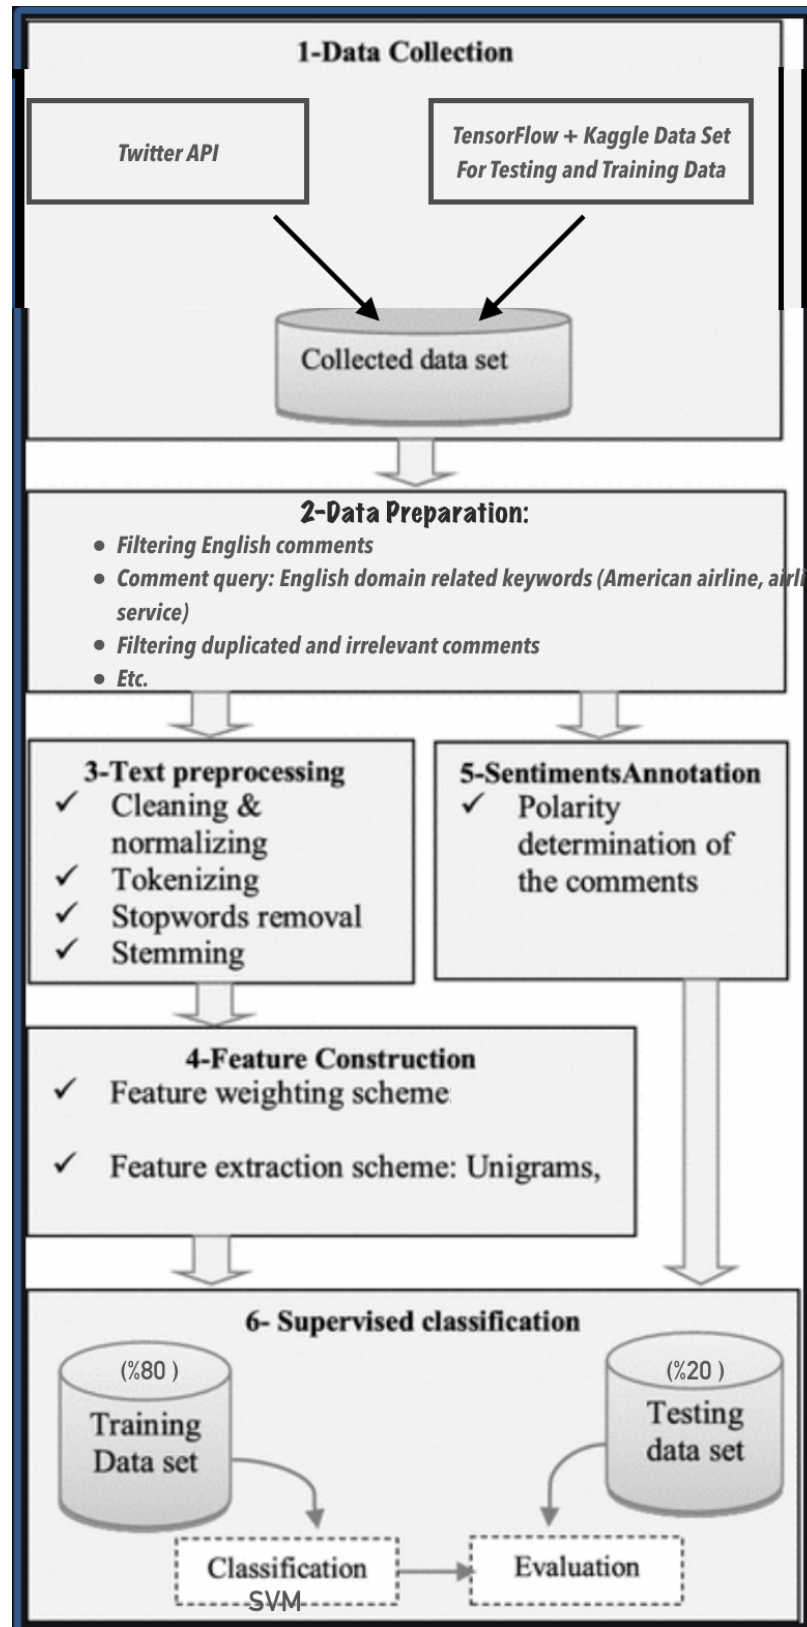 1-Data Collection
Twitter API
TensorFlow + Kaggle Data Set
For Testing and Training Data
Collected data set
2-Data Preparation:
• Filtering English comments
• Comment query: English domain related keywords (American airline, airli
service)
• Filtering duplicated and irrelevant comments
• Etc.
3-Text preprocessing
✓ Cleaning &
normalizing
✓ Tokenizing
✓ Stopwords removal
✓ Stemming
5-SentimentsAnnotation
✓ Polarity
determination of
the comments
4-Feature Construction
✓ Feature weighting scheme
✓ Feature extraction scheme: Unigrams,
6- Supervised classification
(%80 )
Training
Data set
(%20 )
Testing
data set
Classification
SVM
Evaluation